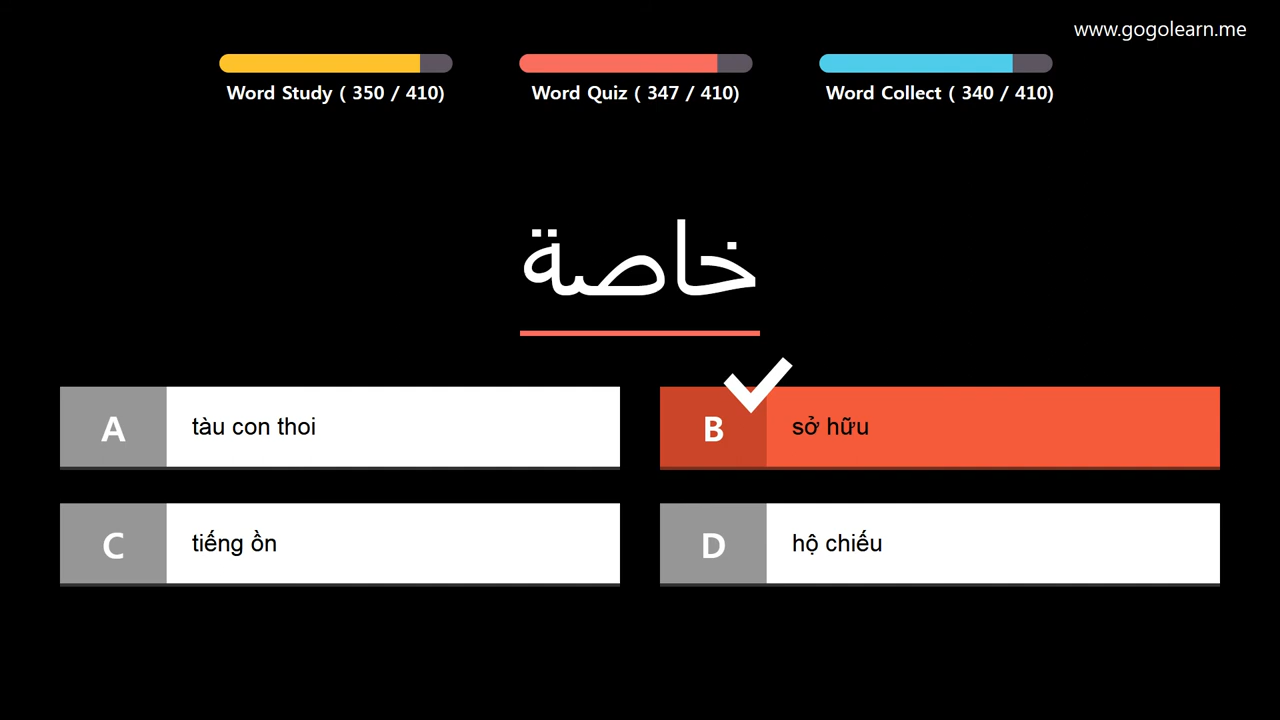 www.gogolearn.me
Word Study ( 350 / 410)
Word Quiz ( 347 / 410)
Word Collect ( 340 / 410)
خاصة
A tàu con thoi
B sở hữu
C tiếng ồn
D hộ chiếu